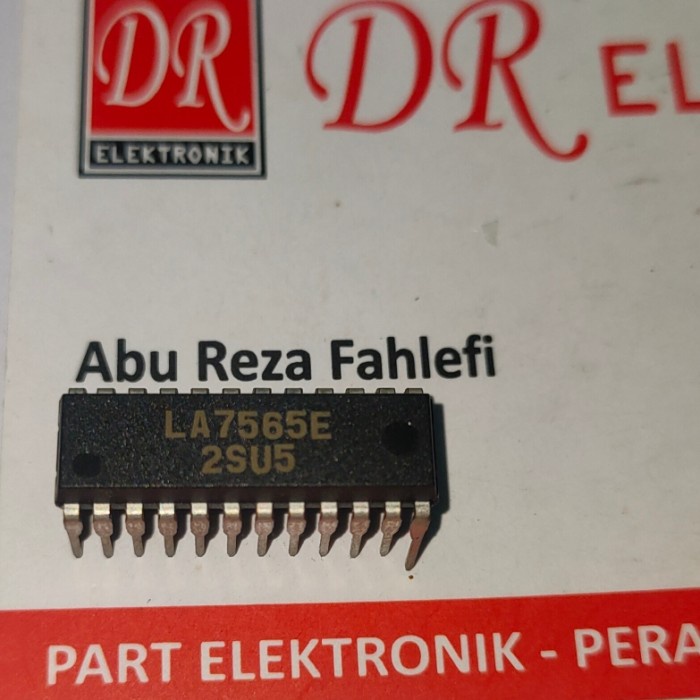 DR
ELEKTRONIK
DR EL
Abu Reza Fahlefi
LA7565E
2SU5
PART ELEKTRONIK - PERA